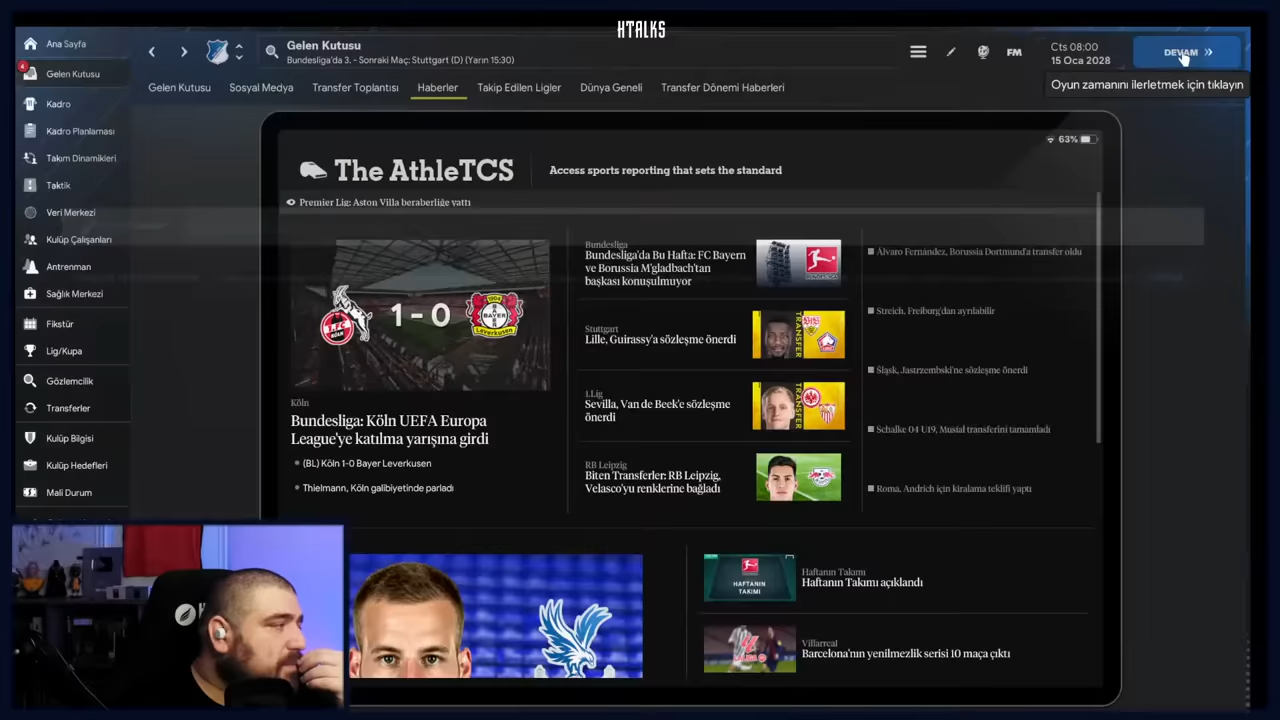 HTALKS
Ana Sayfa
4
Gelen Kutusu
Kadro
Kadro Planlaması
Takım Dinamikleri
Taktik
Veri Merkezi
Kulüp Çalışanları
Antrenman
Sağlık Merkezi
Fikstür
Lig/Kupa
Gözlemcilik
Transferler
Kulüp Bilgisi
Kulüp Hedefleri
Mali Durum
Gelen Kutusu
Bundesliga'da 3. - Sonraki Maç: Stuttgart (D) (Yarın 15:30)
FM
Cts 08:00
15 Oca 2028
DEVAM
Oyun zamanını ilerletmek için tıklayın
Gelen Kutusu
Sosyal Medya
Transfer Toplantısı
Haberler
Takip Edilen Ligler
Dünya Geneli
Transfer Dönemi Haberleri
63%
The AthleTCS
Access sports reporting that sets the standard
Premier Lig: Aston Villa beraberliğe yattı
1 - 0
Köln
Bundesliga: Köln UEFA Europa
League'ye katılma yarışına girdi
(BL) Köln 1-0 Bayer Leverkusen
Thielmann, Köln galibiyetinde parladı
Bundesliga
Bundesliga'da Bu Hafta: FC Bayern
ve Borussia M'gladbach'tan
başkası konuşulmuyor
Stuttgart
Lille, Guirassy'a sözleşme önerdi
TRANSFER
1.Lig
Sevilla, Van de Beek'e sözleşme
önerdi
TRANSFER
RB Leipzig
Biten Transferler: RB Leipzig,
Velasco'yu renklerine bağladı
Álvaro Fernández, Borussia Dortmund'a transfer oldu
Streich, Freiburg'dan ayrılabilir
Śląsk, Jastrzembski'ne sözleşme önerdi
Schalke 04 U19, Musial transferini tamamladı
Roma, Andrich için kiralama teklifi yaptı
HAFTANIN
TAKIMI
Haftanın Takımı
Haftanın Takımı açıklandı
Villarreal
Barcelona'nın yenilmezlik serisi 10 maça çıktı